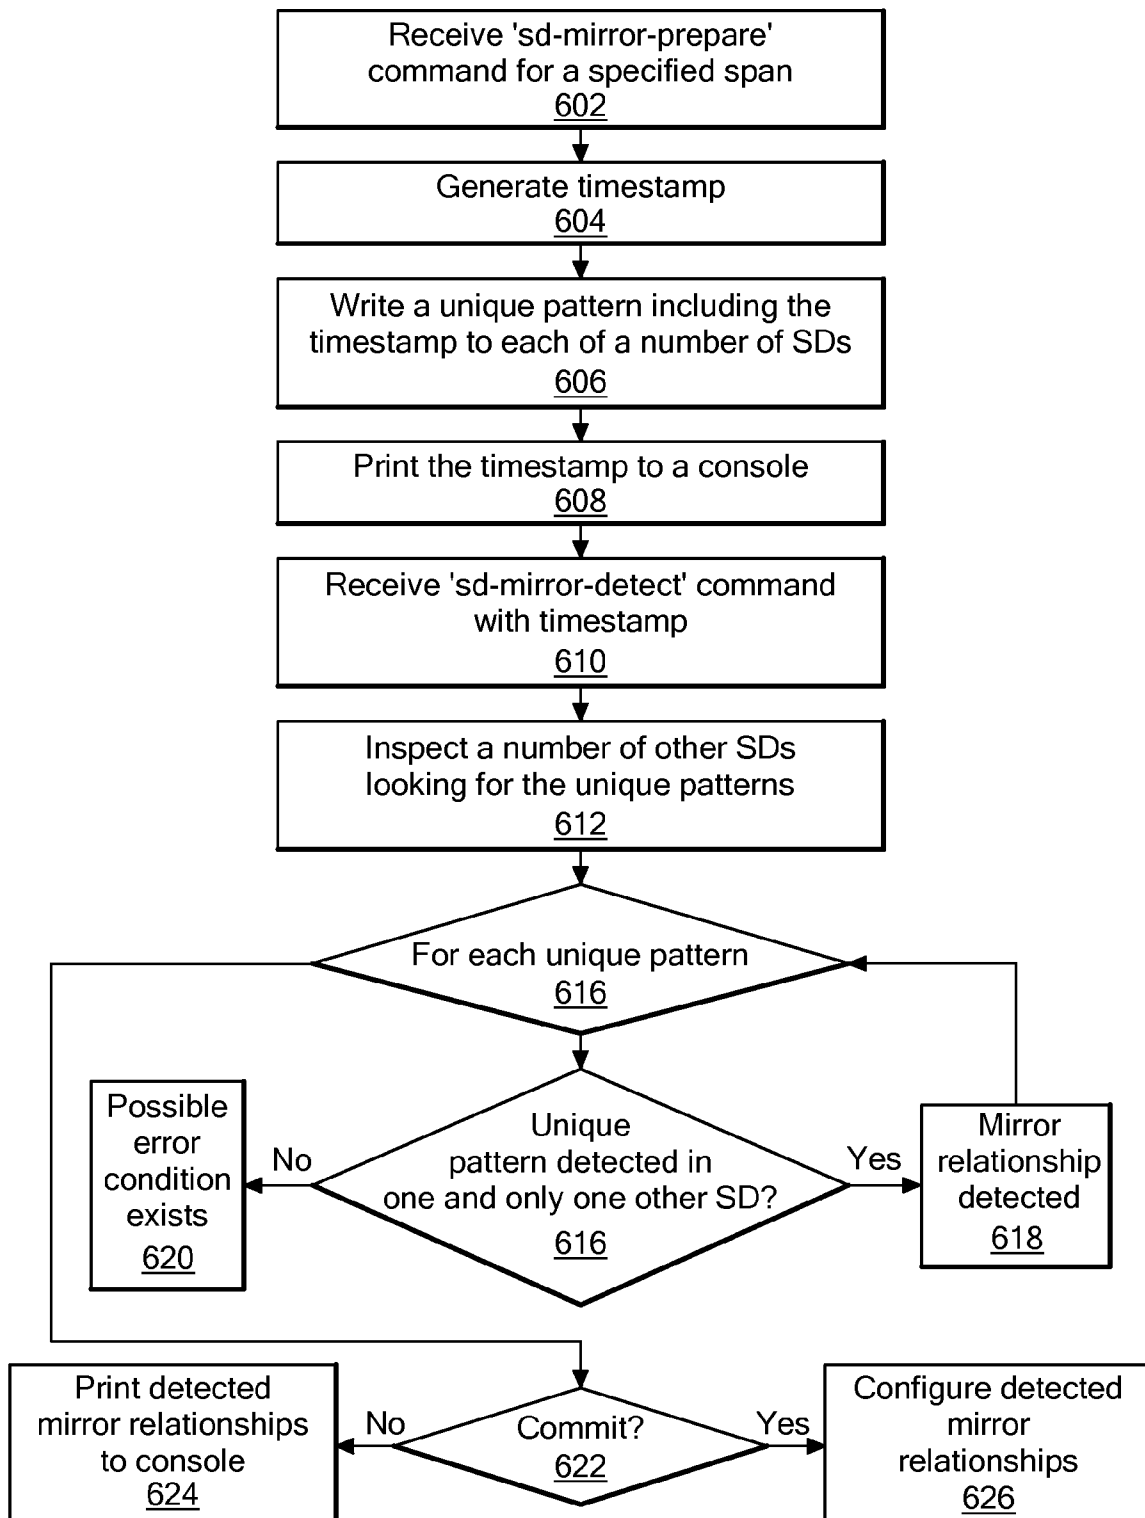 Receive 'sd-mirror-prepare'
command for a specified span
602
Generate timestamp
604
Write a unique pattern including the
timestamp to each of a number of SDs
606
Print the timestamp to a console
608
Receive 'sd-mirror-detect' command
with timestamp
610
Inspect a number of other SDs
looking for the unique patterns
612
For each unique pattern
616
Possible
error
condition
exists
620
No
Unique
pattern detected in
one and only one other SD?
616
Yes
Mirror
relationship
detected
618
Print detected
mirror relationships
to console
624
No
Commit?
622
Yes
Configure detected
mirror
relationships
626